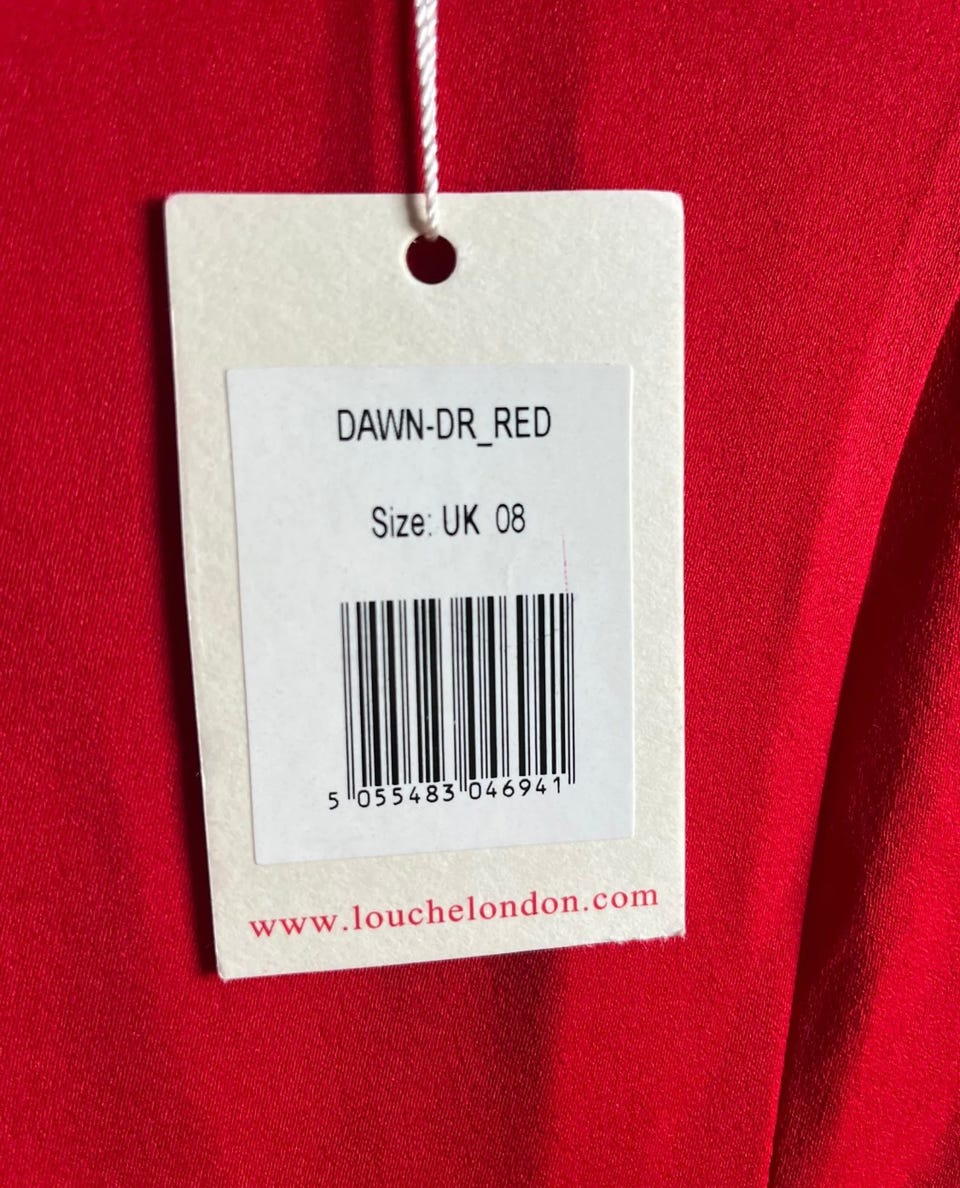 DAWN-DR_RED
Size: UK 08
5 055483 046941
www.louchelondon.com